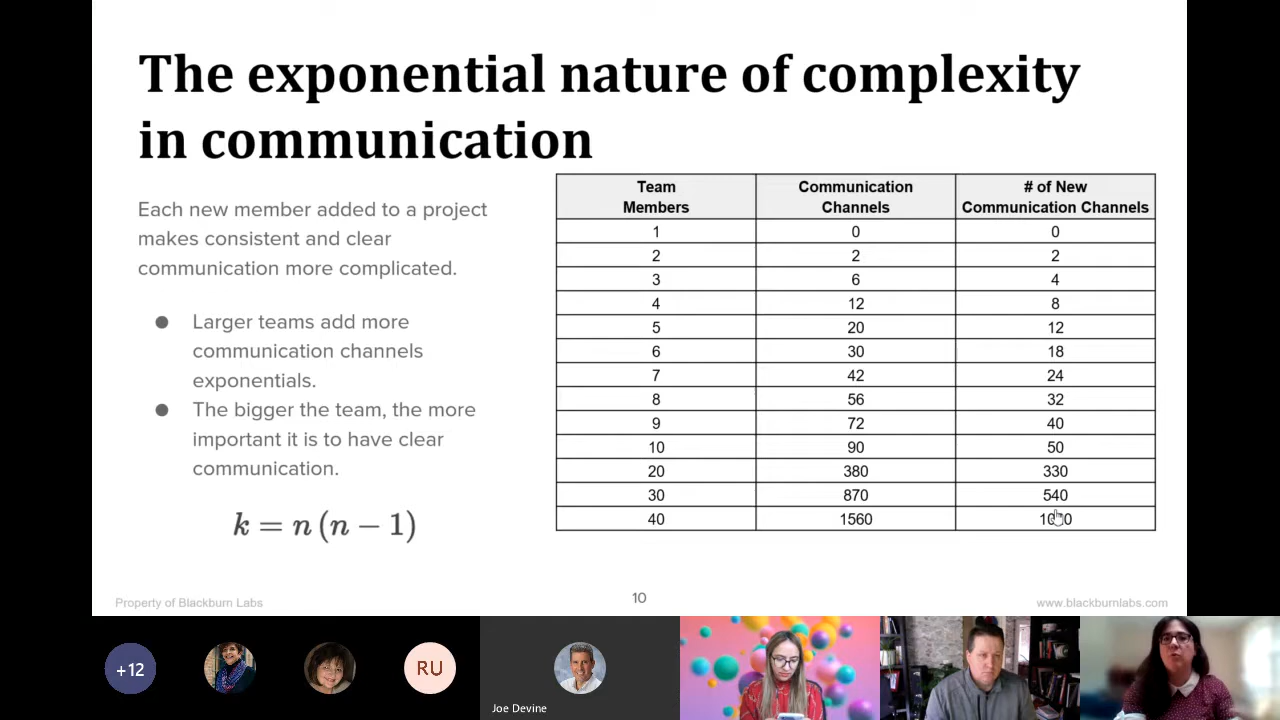 The exponential nature of complexity
in communication
Each new member added to a project
makes consistent and clear
communication more complicated.
● Larger teams add more
communication channels
exponentials.
● The bigger the team, the more
important it is to have clear
communication.
k = n (n − 1)
Team Members | Communication Channels | # of New Communication Channels
1 | 0 | 0
2 | 2 | 2
3 | 6 | 4
4 | 12 | 8
5 | 20 | 12
6 | 30 | 18
7 | 42 | 24
8 | 56 | 32
9 | 72 | 40
10 | 90 | 50
20 | 380 | 330
30 | 870 | 540
40 | 1560
Property of Blackburn Labs
10
www.blackburnlabs.com
+12
RU
Joe Devine